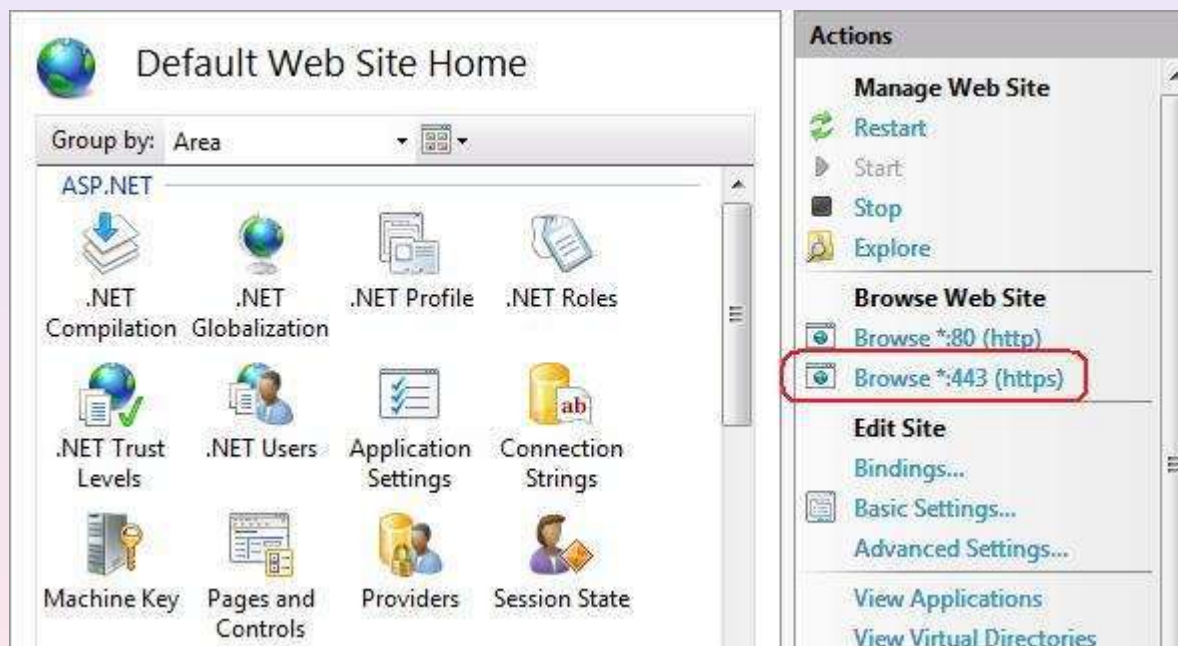 Default Web Site Home
Group by: Area
ASP.NET
.NET Compilation
.NET Globalization
.NET Profile
.NET Roles
.NET Trust Levels
.NET Users
Application Settings
Connection Strings
ab
Machine Key
Pages and Controls
Providers
Session State
Actions
Manage Web Site
Restart
Start
Stop
Explore
Browse Web Site
Browse *:80 (http)
Browse *:443 (https)
Edit Site
Bindings...
Basic Settings...
Advanced Settings...
View Applications
View Virtual Directories